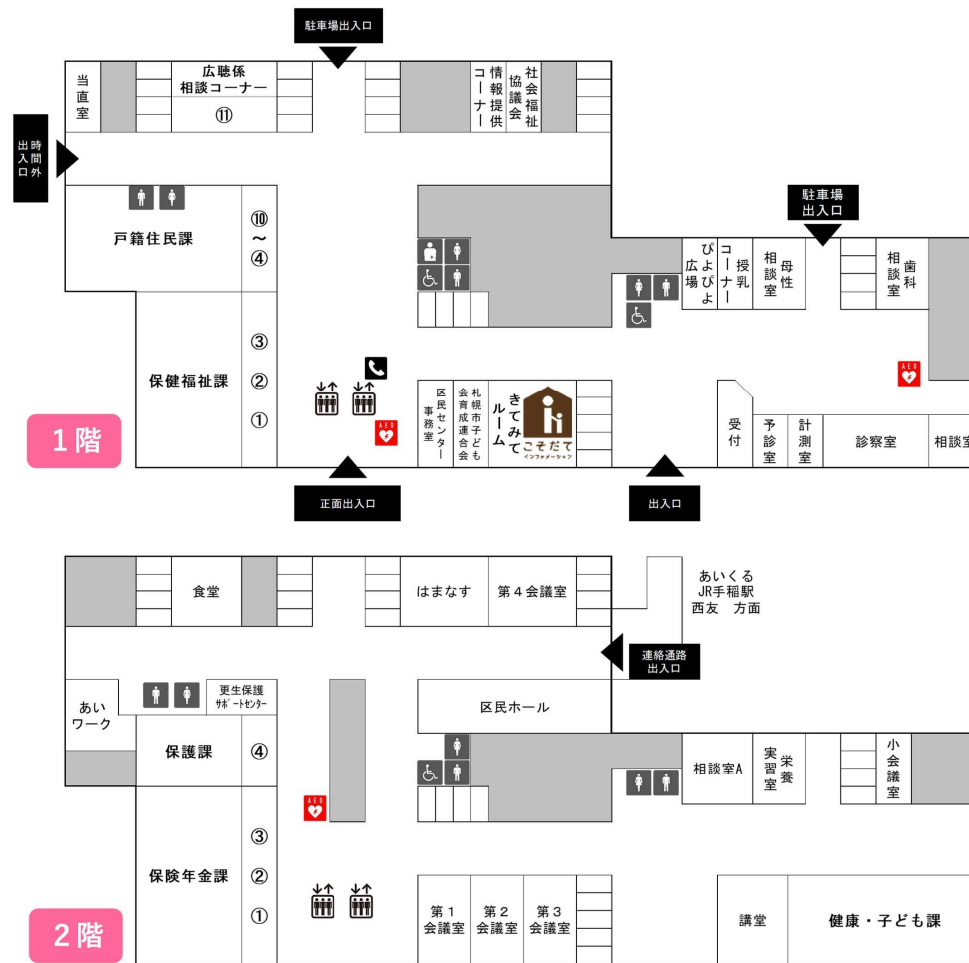 駐車場出入口
当直室
広聴係
相談コーナー
⑪
情報提供
コーナー
社会福祉
協議会
時間外
出入口
戸籍住民課
⑩
～
④
駐車場
出入口
ぴよぴよ
広場
授乳
コーナー
母性
相談室
歯科
相談室
保健福祉課
③
②
①
AED
AED
1階
区民センター
事務室
札幌市子ども
会育成連合会
きてみて
ルーム
こそだて
インフォメーション
受付
予診室
計測室
診察室
相談室
正面出入口
出入口
食堂
はまなす
第4会議室
あいくる
JR手稲駅
西友 方面
連絡通路
出入口
あい
ワーク
更生保護
ｻﾎﾟｰﾄｾﾝﾀｰ
区民ホール
保護課
④
相談室A
栄養
実習室
小会議室
AED
保険年金課
③
②
①
2階
第1
会議室
第2
会議室
第3
会議室
講堂
健康・子ども課